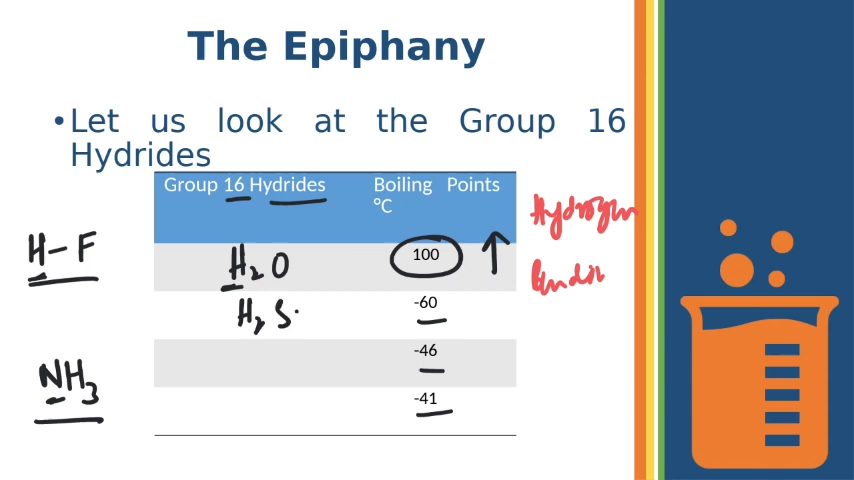 The Epiphany
•Let us look at the Group 16
Hydrides
Group 16 Hydrides Boiling Points
°C
Hydrogen
H-F
H₂O 100
H₂S. -60
-46
NH₃
-41